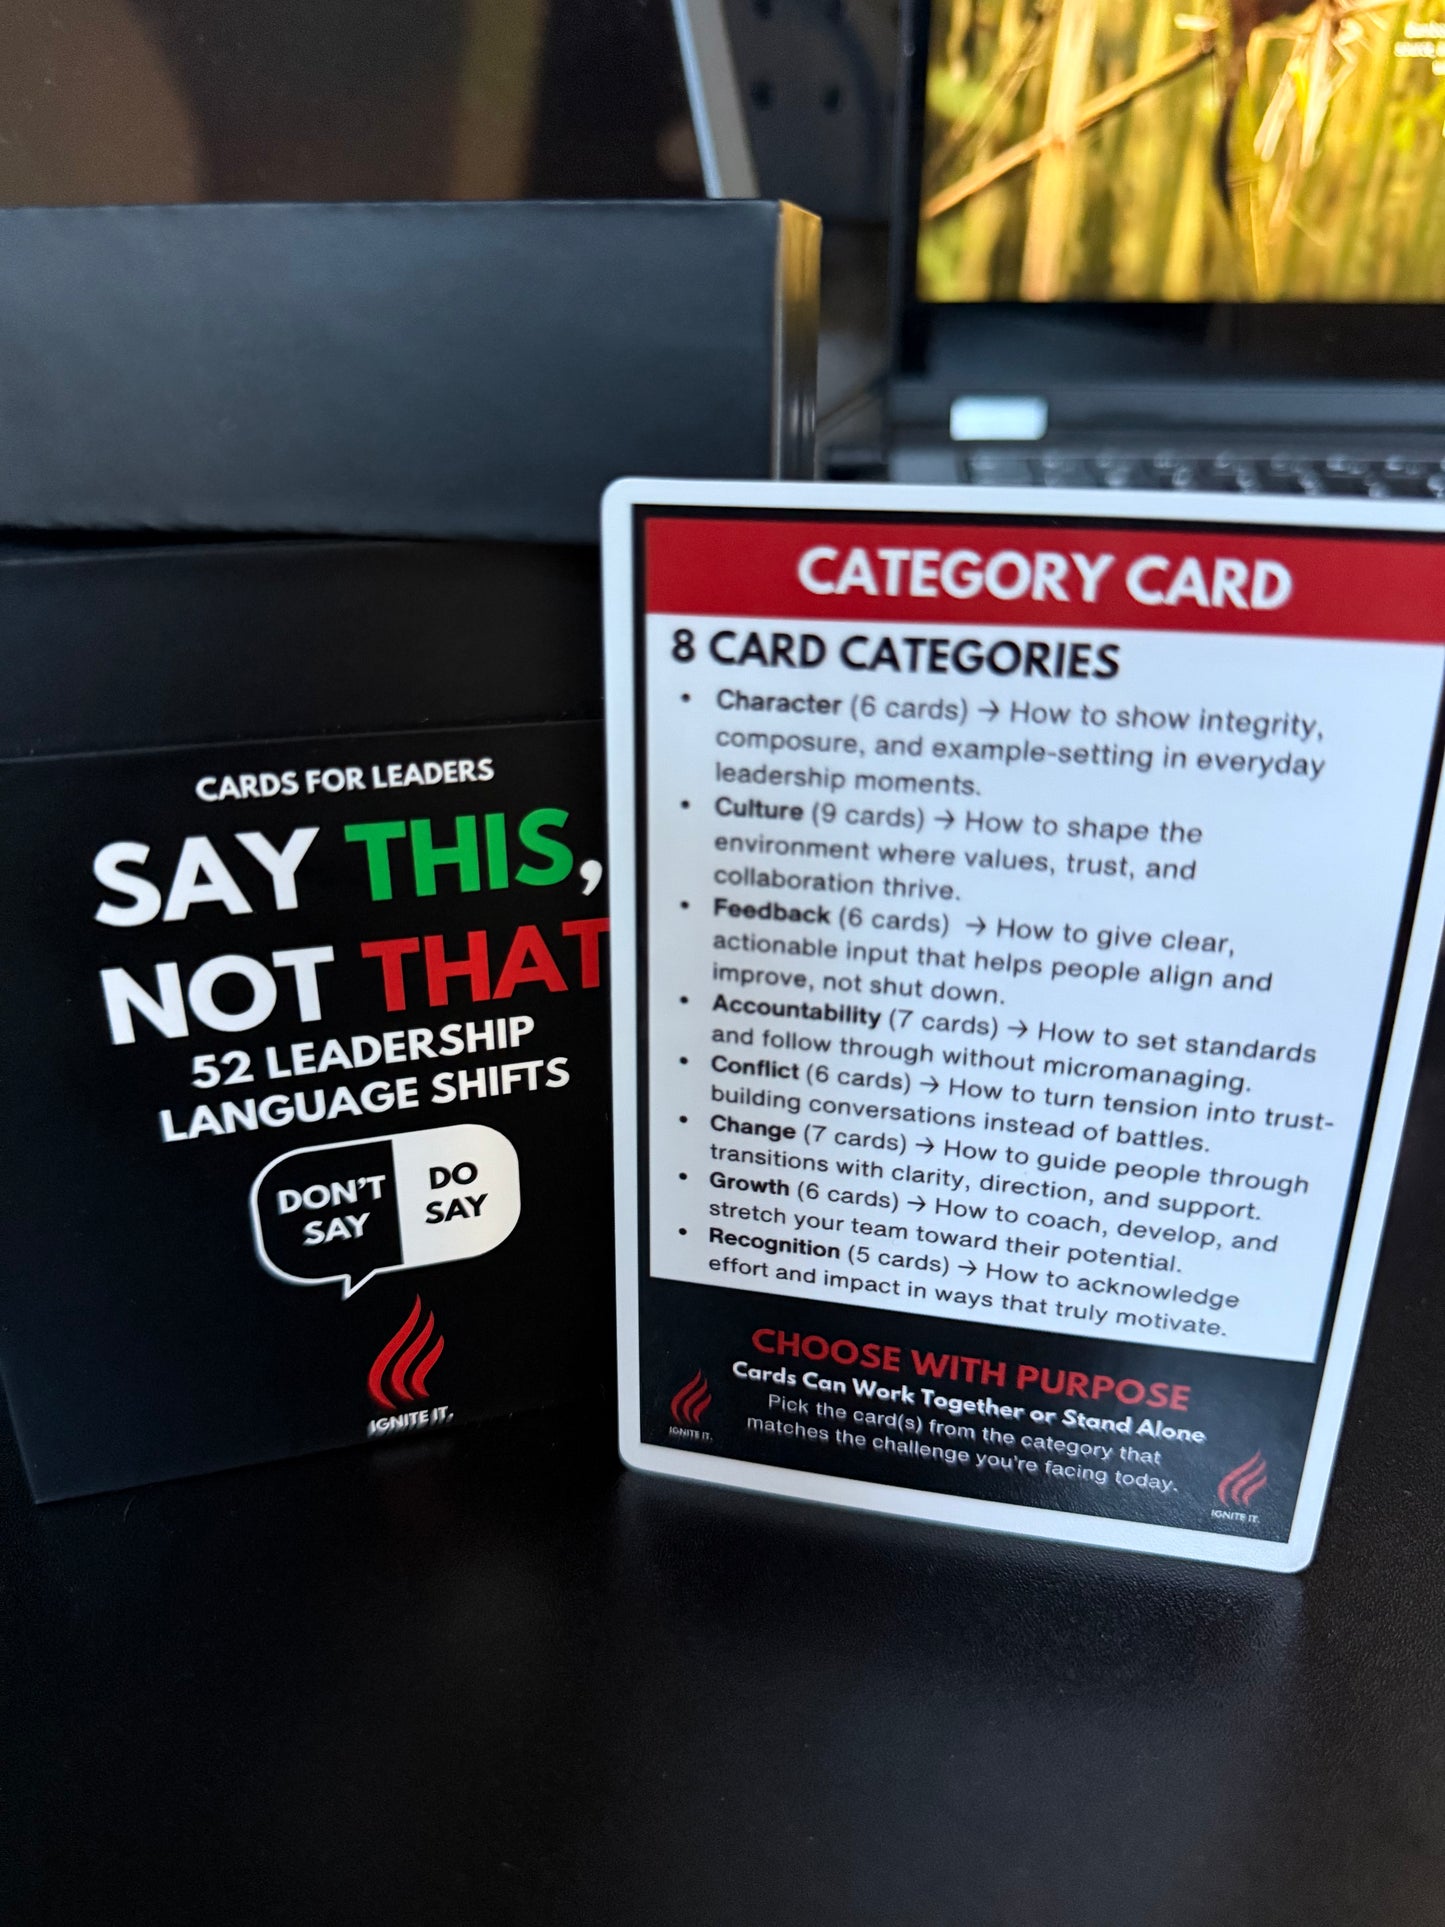 CARDS FOR LEADERS
SAY THIS,
NOT THAT
52 LEADERSHIP
LANGUAGE SHIFTS
DON'T
SAY
DO
SAY
IGNITE IT.
CATEGORY CARD
8 CARD CATEGORIES
• Character (6 cards) → How to show integrity,
composure, and example-setting in everyday
leadership moments.
• Culture (9 cards) → How to shape the
environment where values, trust, and
collaboration thrive.
• Feedback (6 cards) → How to give clear,
actionable input that helps people align and
improve, not shut down.
• Accountability (7 cards) → How to set standards
and follow through without micromanaging.
• Conflict (6 cards) → How to turn tension into trust-
building conversations instead of battles.
• Change (7 cards) → How to guide people through
transitions with clarity, direction, and support.
• Growth (6 cards) → How to coach, develop, and
stretch your team toward their potential.
• Recognition (5 cards) → How to acknowledge
effort and impact in ways that truly motivate.
CHOOSE WITH PURPOSE
Cards Can Work Together or Stand Alone
Pick the card(s) from the category that
matches the challenge you're facing today.
IGNITE IT.
IGNITE IT.